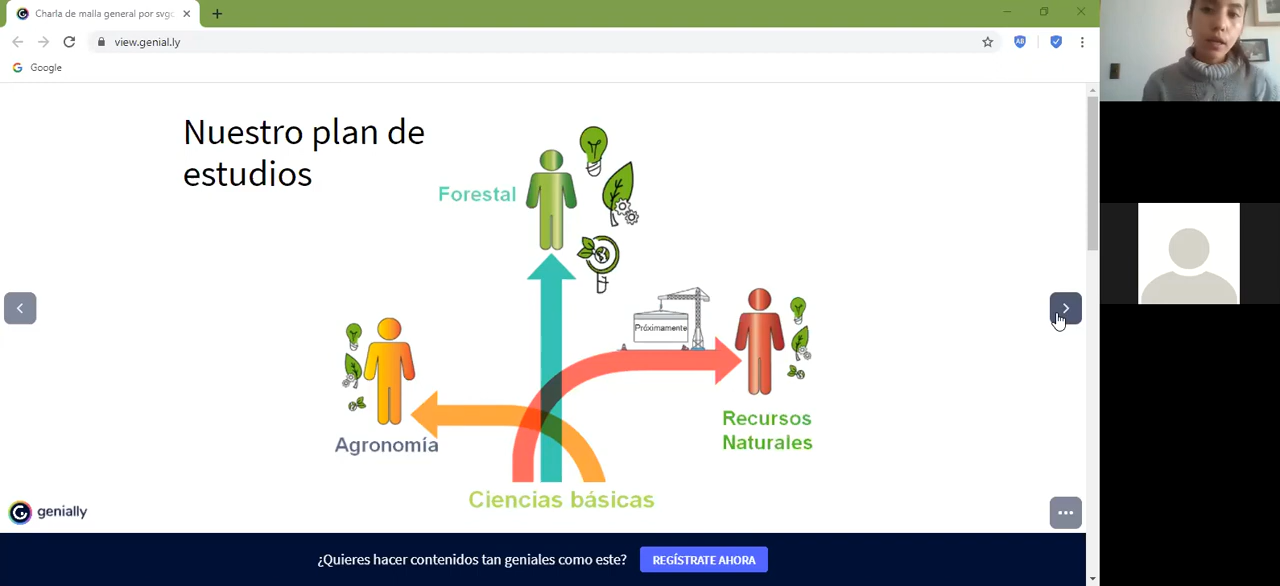 Charla de malla general por svgc
view.genial.ly
Google
Nuestro plan de
estudios
Forestal
Próximamente
Recursos
Naturales
Agronomía
Ciencias básicas
genially
¿Quieres hacer contenidos tan geniales como este?
REGÍSTRATE AHORA